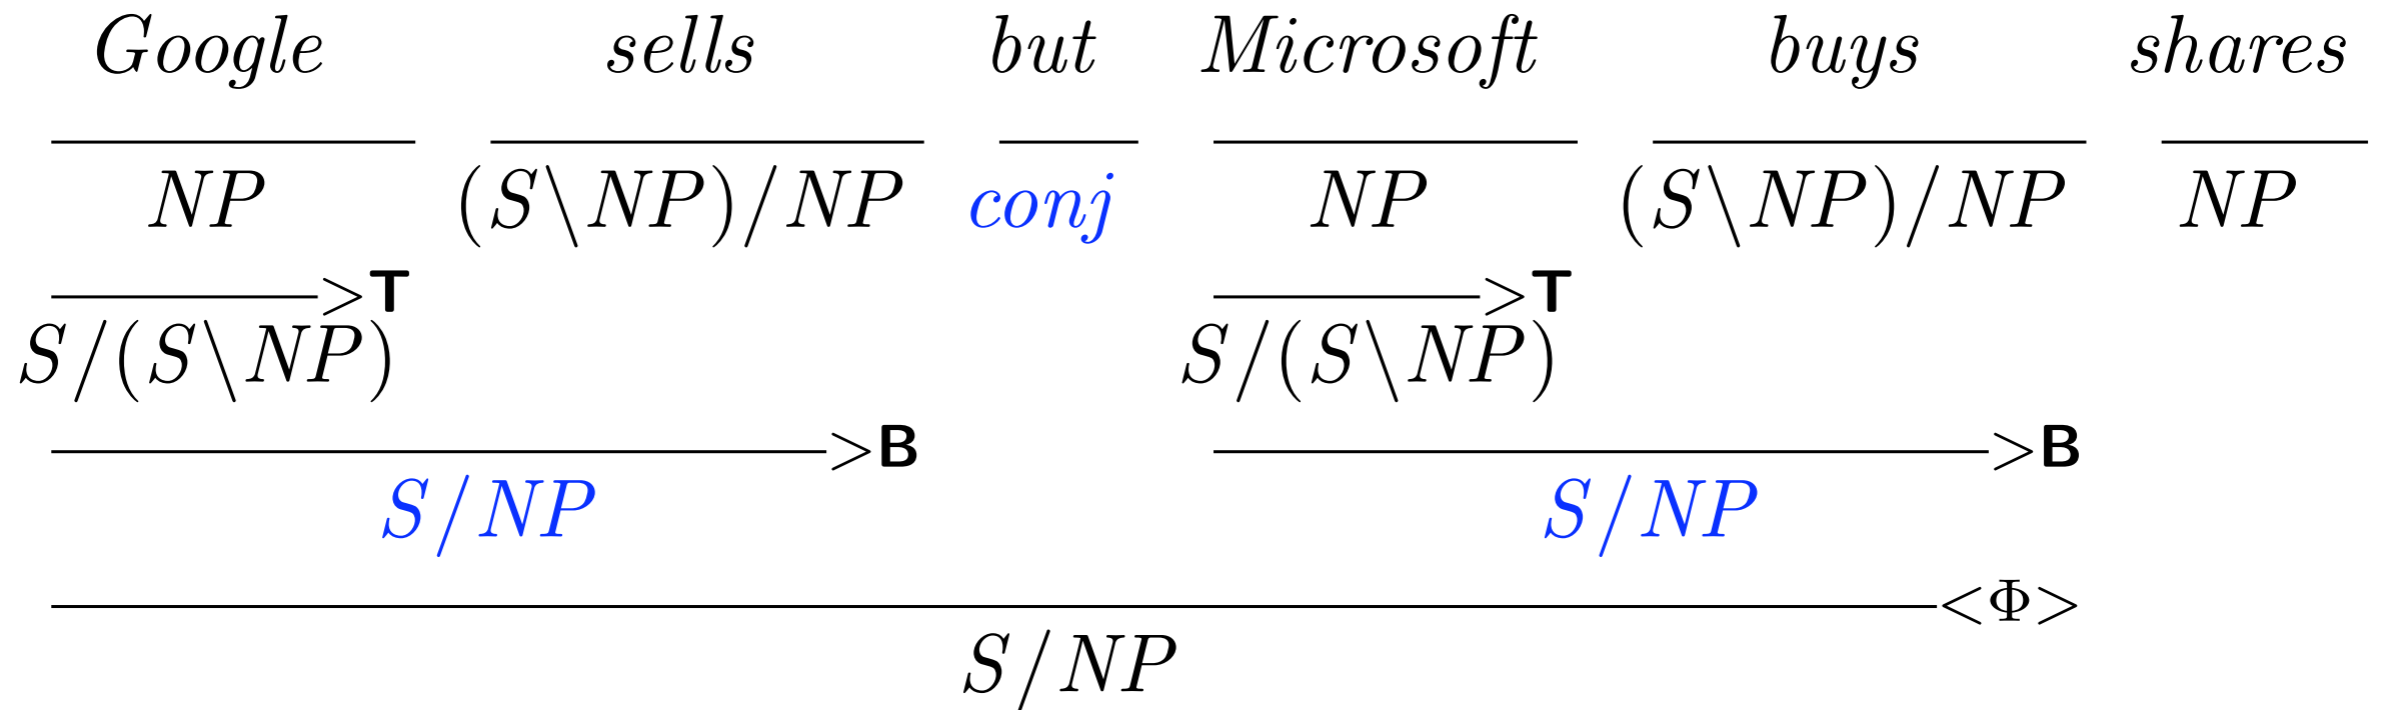 Google sells but Microsoft buys shares
NP (S\NP)/NP conj NP (S\NP)/NP NP
>T >T
S/(S\NP) S/(S\NP)
>B >B
S/NP S/NP
<Φ>
S/NP